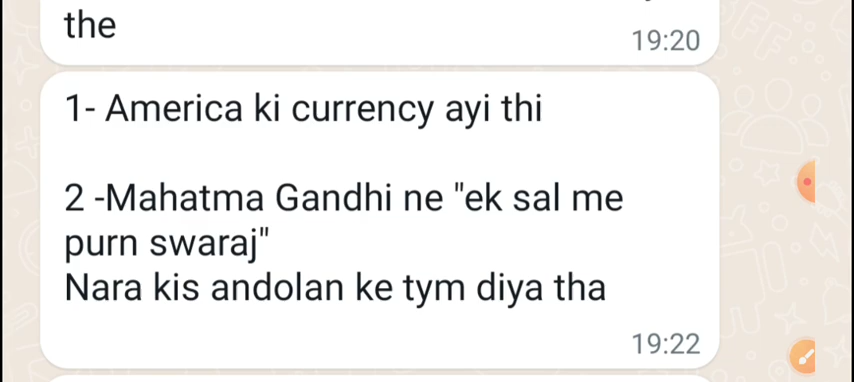 the
19:20
1- America ki currency ayi thi
2 -Mahatma Gandhi ne "ek sal me
purn swaraj"
Nara kis andolan ke tym diya tha
19:22